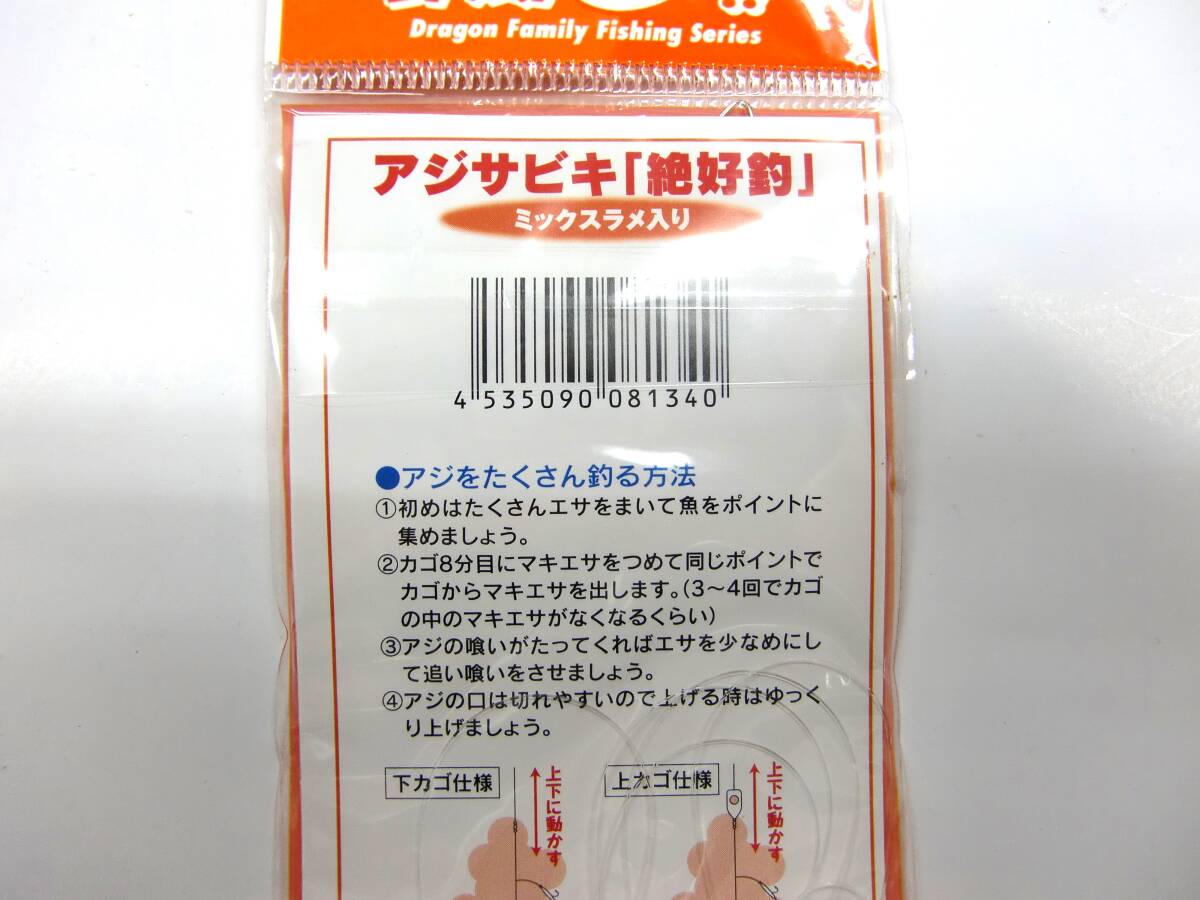 Dragon Family Fishing Series
アジサビキ「絶好釣」
ミックスラメ入り
4 535090 081340
●アジをたくさん釣る方法
①初めはたくさんエサをまいて魚をポイントに
集めましょう。
②カゴ8分目にマキエサをつめて同じポイントで
カゴからマキエサを出します。(3～4回でカゴ
の中のマキエサがなくなるくらい)
③アジの喰いがたってくればエサを少なめにし
て追い喰いをさせましょう。
④アジの口は切れやすいので上げる時はゆっく
り上げましょう。
下カゴ仕様
上下に動かす
上カゴ仕様
上下に動かす